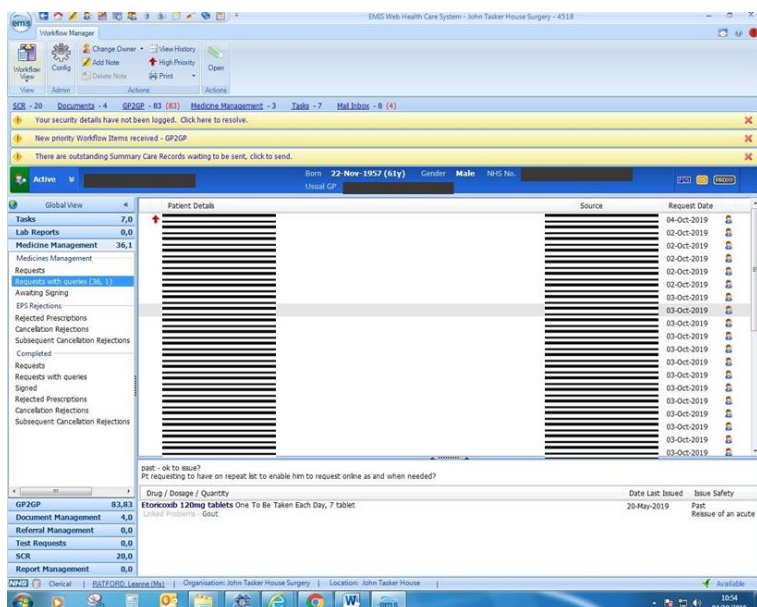 EMIS Web Health Care System - John Tasker House Surgery - 4518
emis
Workflow Manager
Workflow View
Config
Change Owner
Add Note
Delete Note
View History
High Priority
Print
Open
View
Admin
Actions
Actions
SCR - 20 Documents - 4 GP2GP - 83 (83) Medicine Management - 3 Tasks - 7 Mail Inbox - 8 (4)
Your security details have not been logged. Click here to resolve.
New priority Workflow Items received - GP2GP
There are outstanding Summary Care Records waiting to be sent, click to send.
Active
Born 22-Nov-1957 (61y) Gender Male NHS No.
Usual GP
PROXY
Global View
Tasks 7,0
Lab Reports 0,0
Medicine Management 36,1
Medicines Management
Requests
Requests with queries (36, 1)
Awaiting Signing
EPS Rejections
Rejected Prescriptions
Cancellation Rejections
Subsequent Cancellation Rejections
Completed
Requests
Requests with queries
Signed
Rejected Prescriptions
Cancellation Rejections
Subsequent Cancellation Rejections
GP2GP 83,83
Document Management 4,0
Referral Management 0,0
Test Requests 0,0
SCR 20,0
Report Management 0,0
Patient Details Source Request Date
04-Oct-2019
02-Oct-2019
02-Oct-2019
02-Oct-2019
02-Oct-2019
02-Oct-2019
03-Oct-2019
03-Oct-2019
03-Oct-2019
03-Oct-2019
03-Oct-2019
03-Oct-2019
03-Oct-2019
03-Oct-2019
03-Oct-2019
03-Oct-2019
03-Oct-2019
03-Oct-2019
03-Oct-2019
past - ok to issue?
Pt requesting to have on repeat list to enable him to request online as and when needed?
Drug / Dosage / Quantity Date Last Issued Issue Safety
Etoricoxib 120mg tablets One To Be Taken Each Day, 7 tablet 20-May-2019 Past
Linked Problems - Gout Reissue of an acute
NHS Clerical RATFORD, Leanne (Ms) Organisation: John Tasker House Surgery Location: John Tasker House Available
10:54